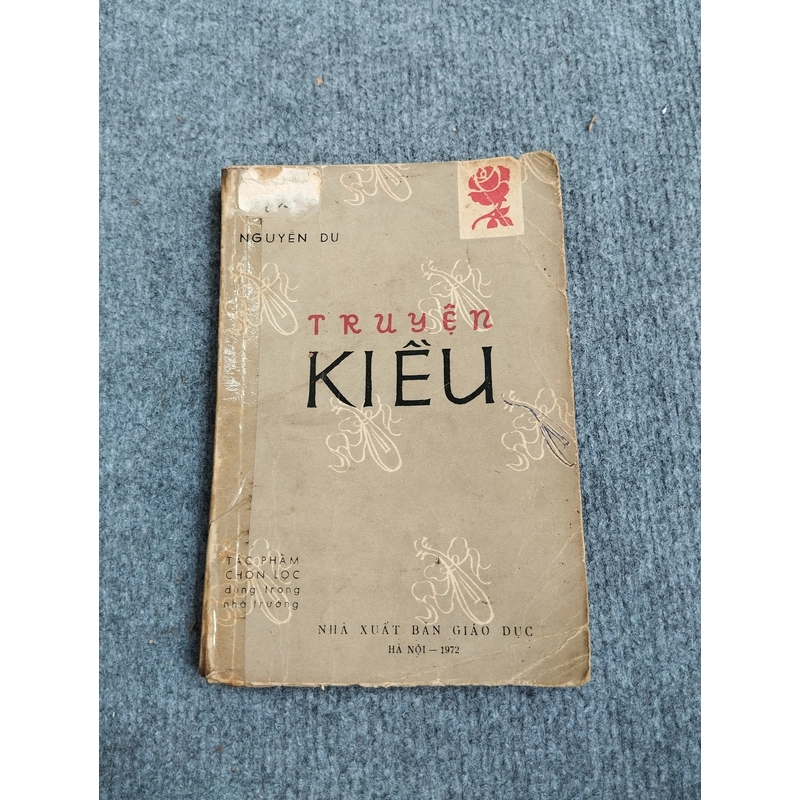 NGUYỄN DU
TRUYỆN
KIỀU
TÁC PHẨM
CHỌN LỌC
dùng trong
nhà trường
NHÀ XUẤT BẢN GIÁO DỤC
HÀ NỘI — 1972